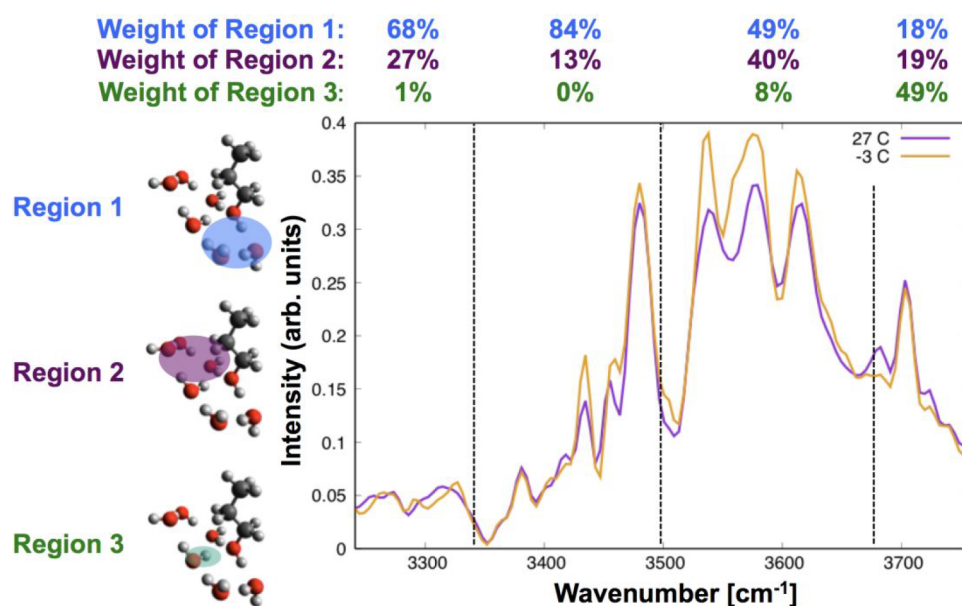 Weight of Region 1: 68% 84% 49% 18%
Weight of Region 2: 27% 13% 40% 19%
Weight of Region 3: 1% 0% 8% 49%
Region 1
Region 2
Region 3
Intensity (arb. units)
0.4
0.35
0.3
0.25
0.2
0.15
0.1
0.05
0
27 C
-3 C
3300 3400 3500 3600 3700
Wavenumber [cm⁻¹]